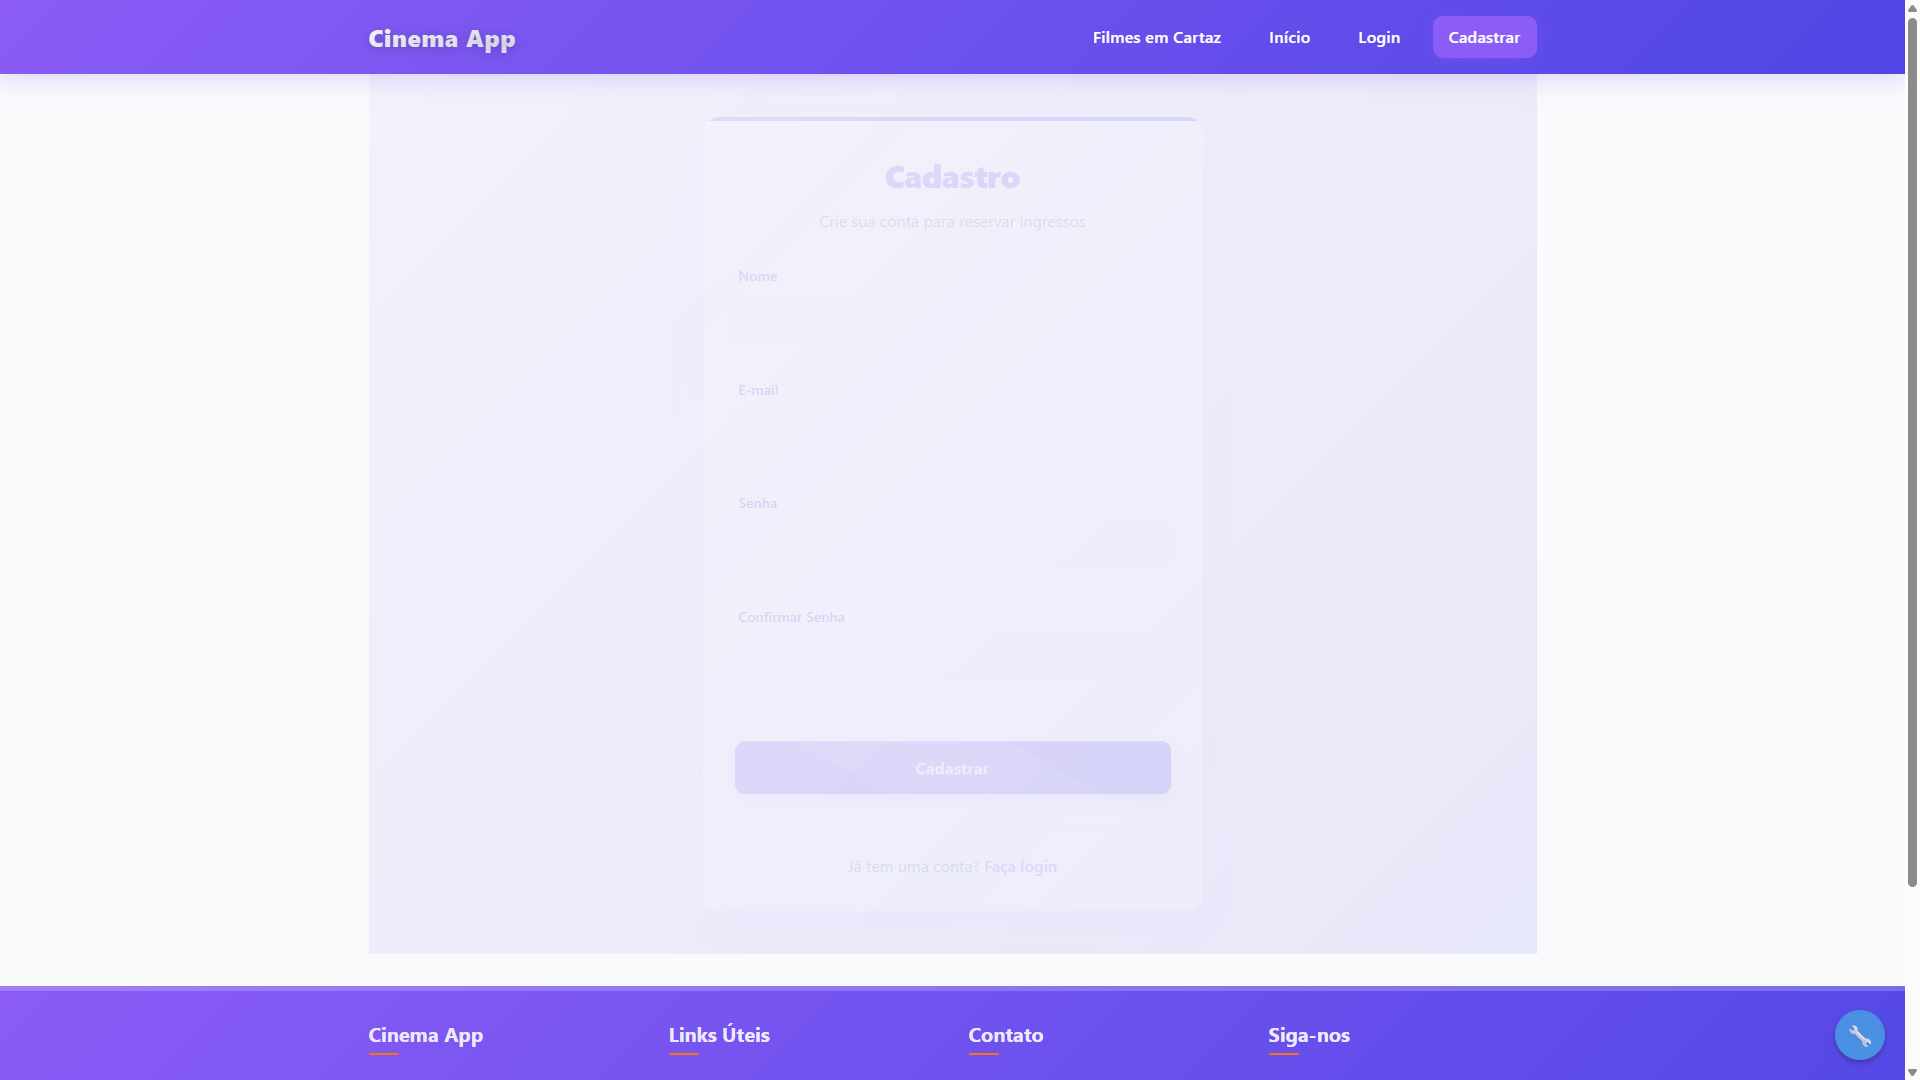 Cinema App
Filmes em Cartaz
Início
Login
Cadastrar
Cadastro
Crie sua conta para reservar ingressos
Nome
E-mail
Senha
Confirmar Senha
Cadastrar
Já tem uma conta? Faça login
Cinema App
Links Úteis
Contato
Siga-nos